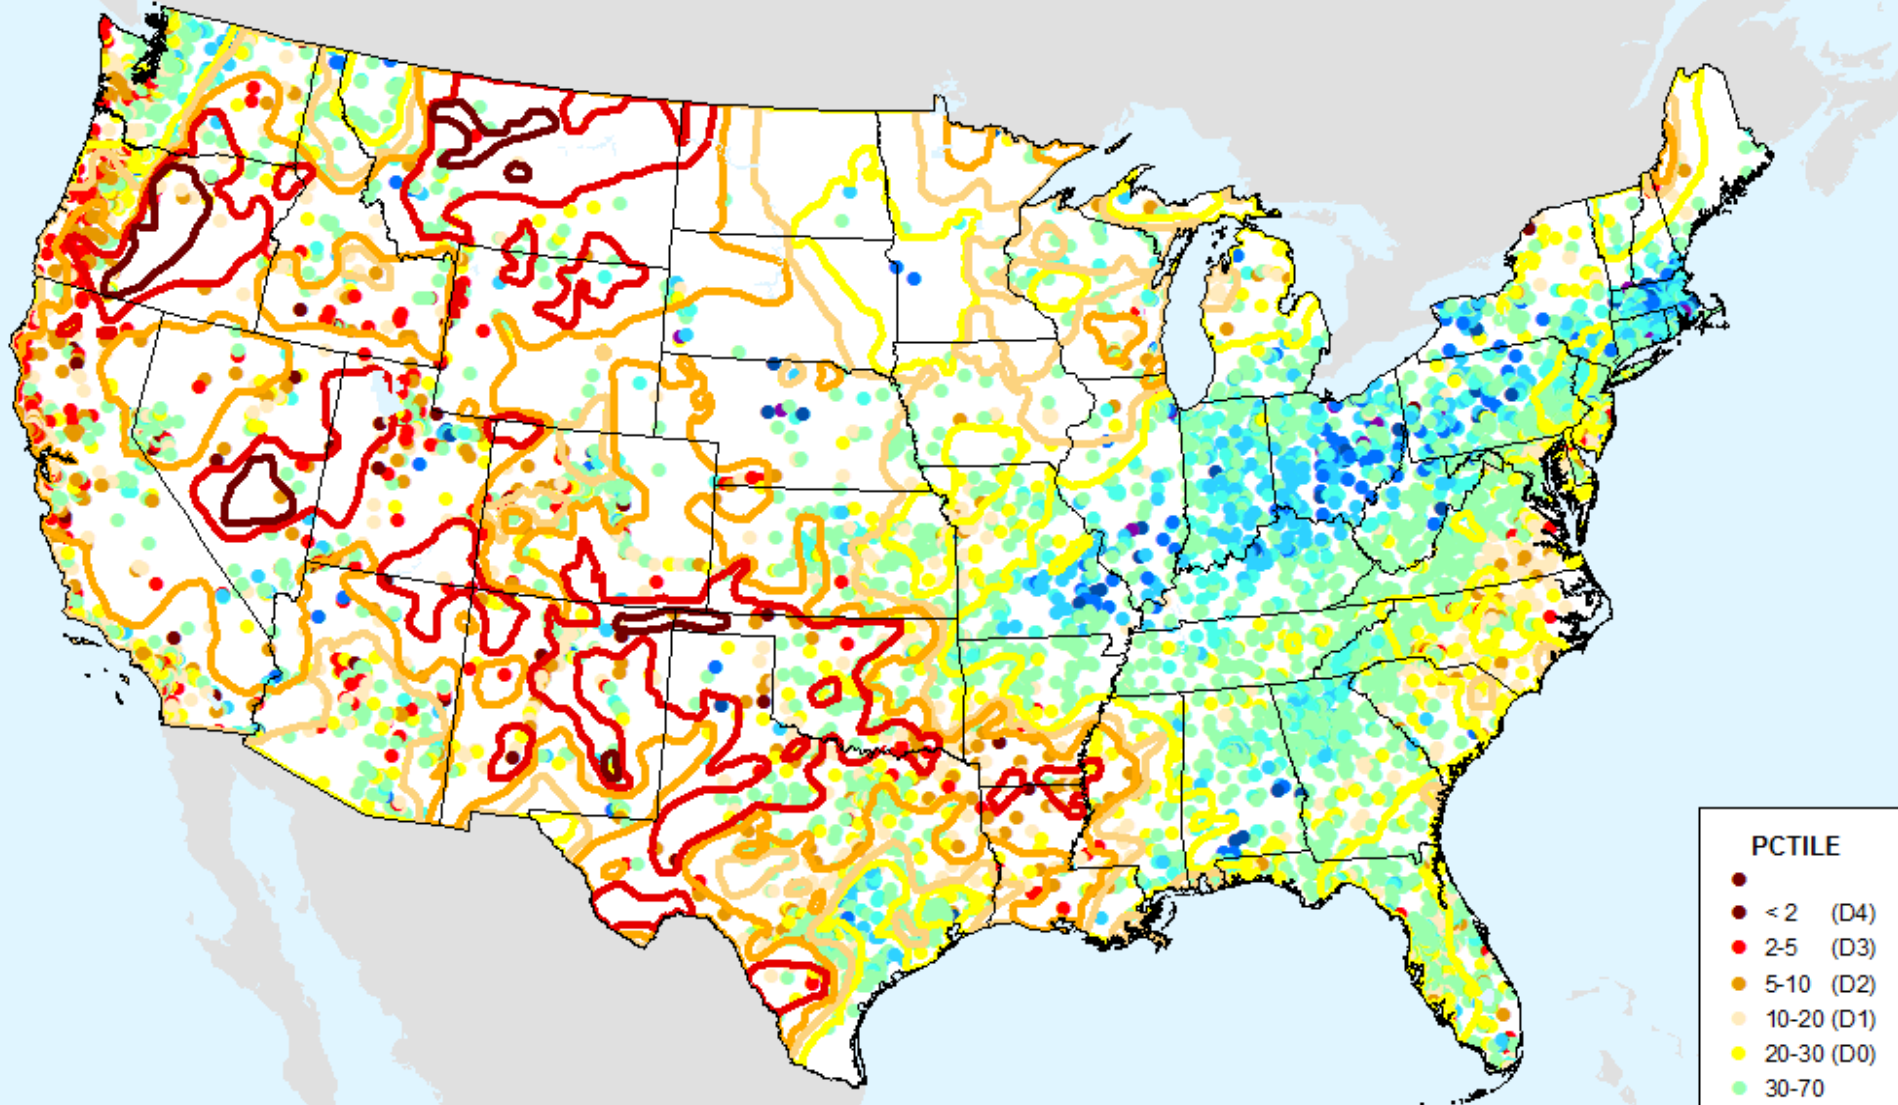 PCTILE
< 2 (D4)
2-5 (D3)
5-10 (D2)
10-20 (D1)
20-30 (D0)
30-70